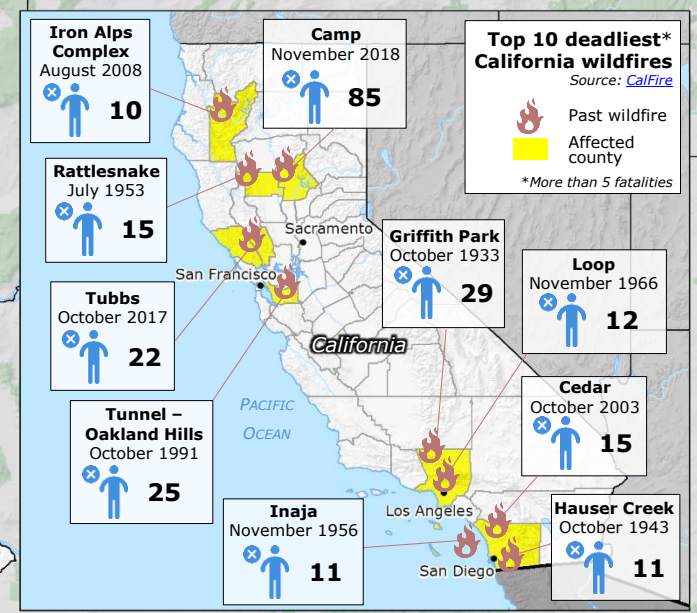 Iron Alps
Complex
August 2008
10
Camp
November 2018
85
Top 10 deadliest*
California wildfires
Source: CalFire
Past wildfire
Affected
county
*More than 5 fatalities
Rattlesnake
July 1953
15
Sacramento
San Francisco
Griffith Park
October 1933
29
Loop
November 1966
12
Tubbs
October 2017
22
California
Cedar
October 2003
15
Tunnel –
Oakland Hills
October 1991
25
PACIFIC
OCEAN
Los Angeles
Inaja
November 1956
11
Hauser Creek
October 1943
11
San Diego